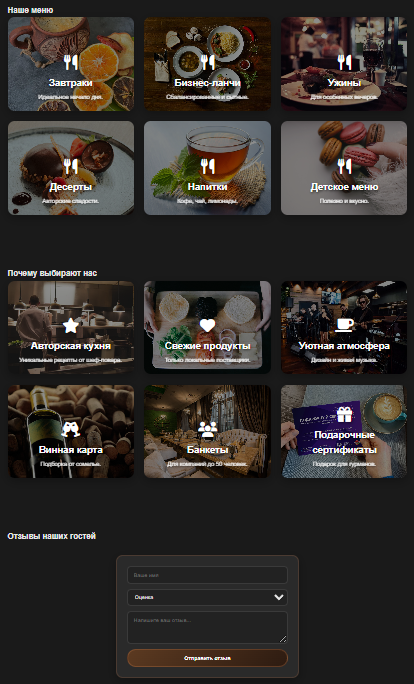 Наше меню
Завтраки
Идеальное начало дня.
Бизнес-ланчи
Сбалансированные и сытные.
Ужины
Для особенных вечеров.
Десерты
Авторские сладости.
Напитки
Кофе, чай, лимонады.
Детское меню
Полезно и вкусно.
Почему выбирают нас
Авторская кухня
Уникальные рецепты от шеф-повара.
Свежие продукты
Только локальные поставщики.
Уютная атмосфера
Дизайн и живая музыка.
Винная карта
Подборка от сомелье.
Банкеты
Для компаний до 50 человек.
Подарочные
сертификаты
Подарок для гурманов.
Отзывы наших гостей
Ваше имя
Оценка
Напишите ваш отзыв...
Отправить отзыв